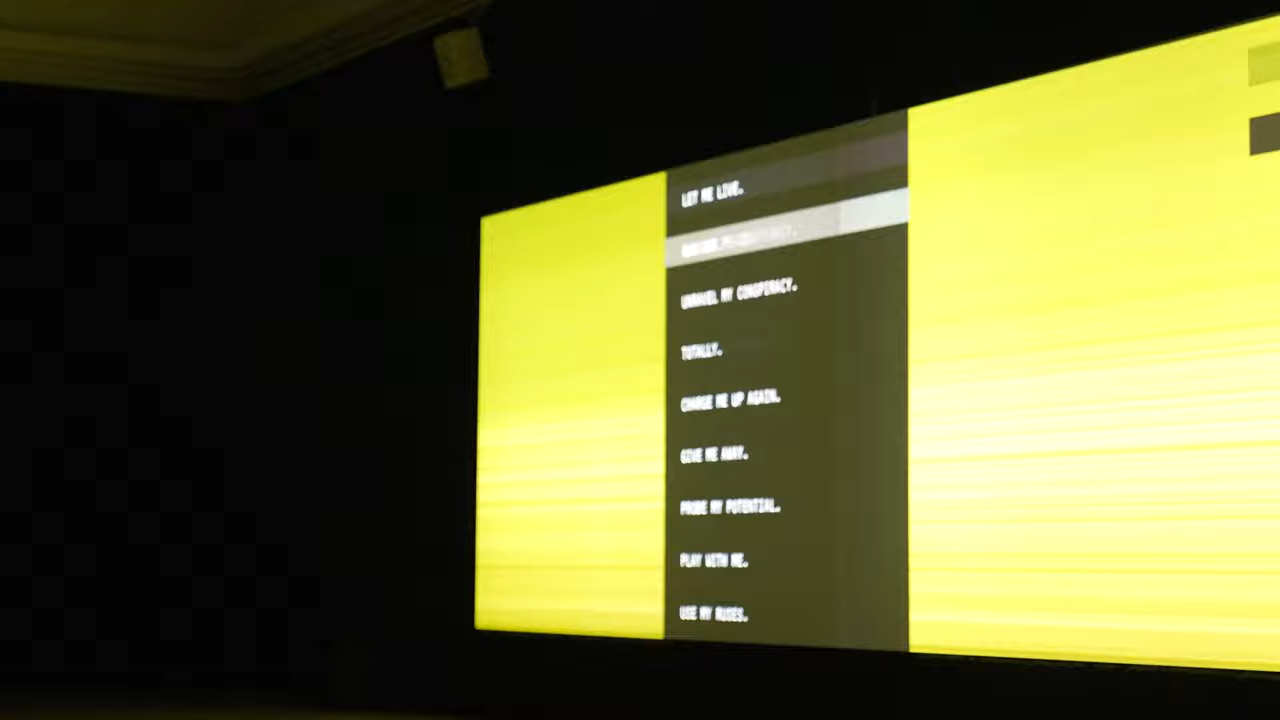 LET ME LIVE.
UNRAVEL MY CONSPIRACY.
TOTALLY.
CHARGE ME UP AGAIN.
GIVE ME AWAY.
PROBE MY POTENTIAL.
PLAY WITH ME.
USE MY